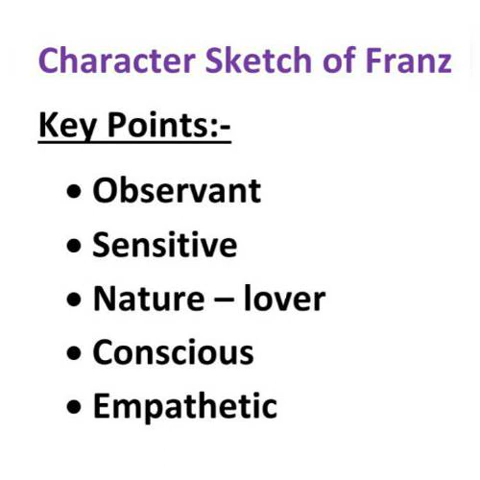 Character Sketch of Franz
Key Points:-
• Observant
• Sensitive
• Nature – lover
• Conscious
• Empathetic